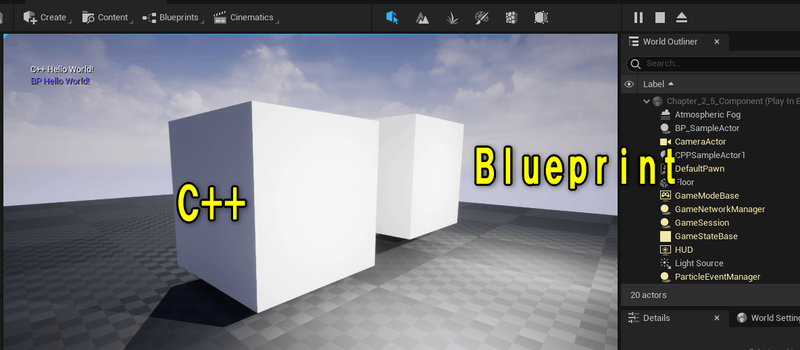 Create
Content
Blueprints
Cinematics
World Outliner
Search...
Label
C++ Hello World!
BP Hello World!
C++
Blueprint
Chapter_2_5_Component (Play In E
Atmospheric Fog
BP_SampleActor
CameraActor
CPPSampleActor1
DefaultPawn
Floor
GameModeBase
GameNetworkManager
GameSession
GameStateBase
HUD
Light Source
ParticleEventManager
20 actors
Details
World Setting